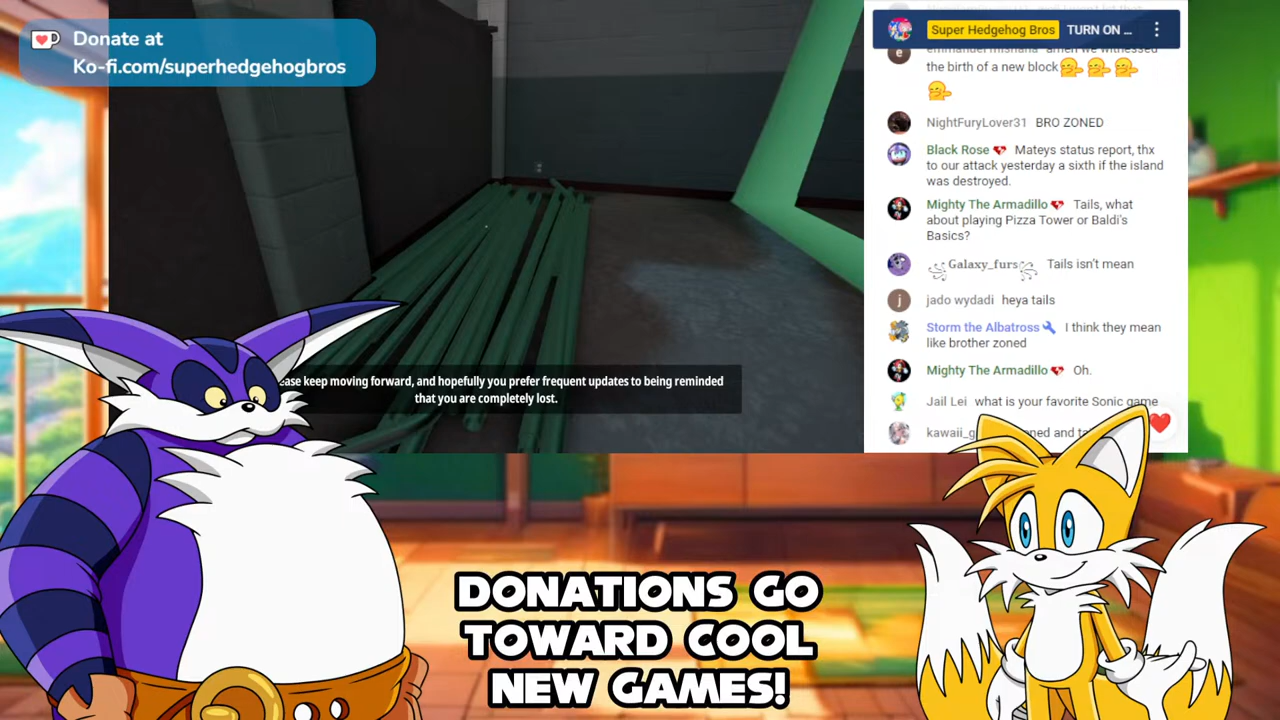 Donate at
Ko-fi.com/superhedgehogbros
Super Hedgehog Bros TURN ON ...
the birth of a new block
NightFuryLover31 BRO ZONED
Black Rose Mateys status report, thx
to our attack yesterday a sixth if the island
was destroyed.
Mighty The Armadillo Tails, what
about playing Pizza Tower or Baldi's
Basics?
Galaxy_furs Tails isn't mean
j jado wydadi heya tails
Storm the Albatross I think they mean
like brother zoned
Mighty The Armadillo Oh.
Jail Lei what is your favorite Sonic game
ease keep moving forward, and hopefully you prefer frequent updates to being reminded
that you are completely lost.
DONATIONS GO
TOWARD COOL
NEW GAMES!